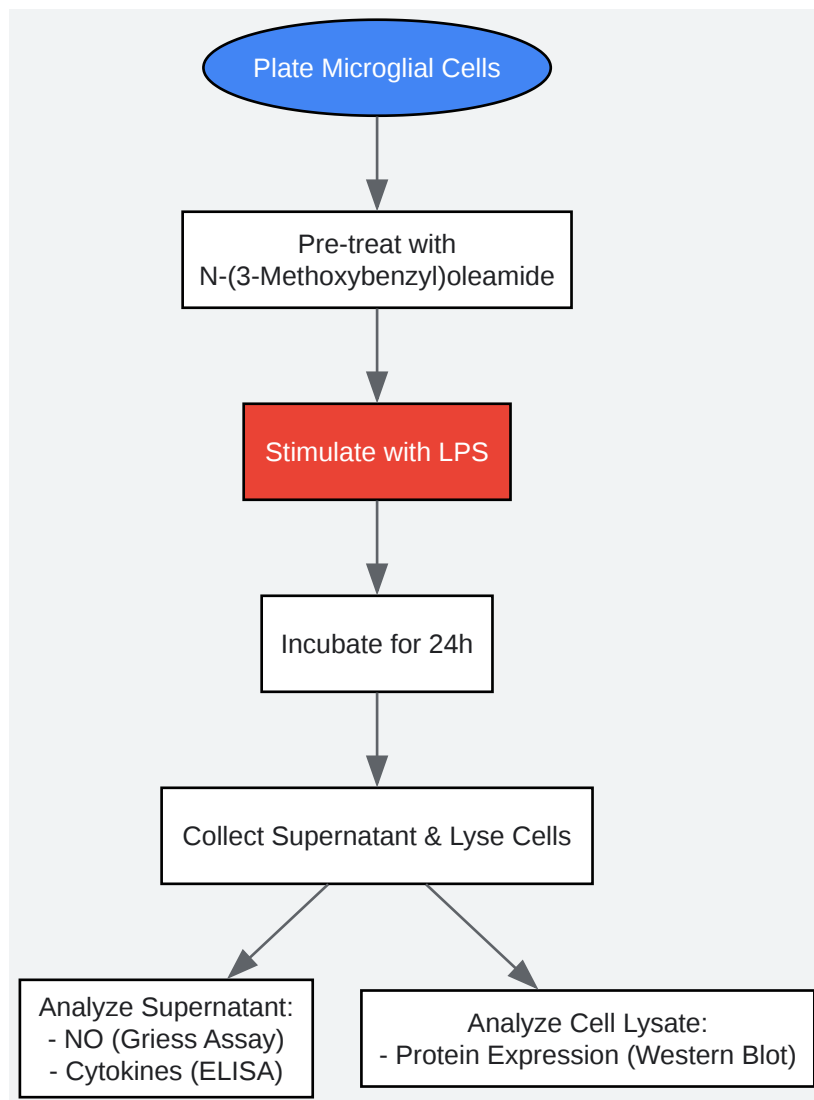 Plate Microglial Cells
Pre-treat with
N-(3-Methoxybenzyl)oleamide
Stimulate with LPS
Incubate for 24h
Collect Supernatant & Lyse Cells
Analyze Supernatant:
- NO (Griess Assay)
- Cytokines (ELISA)
Analyze Cell Lysate:
- Protein Expression (Western Blot)